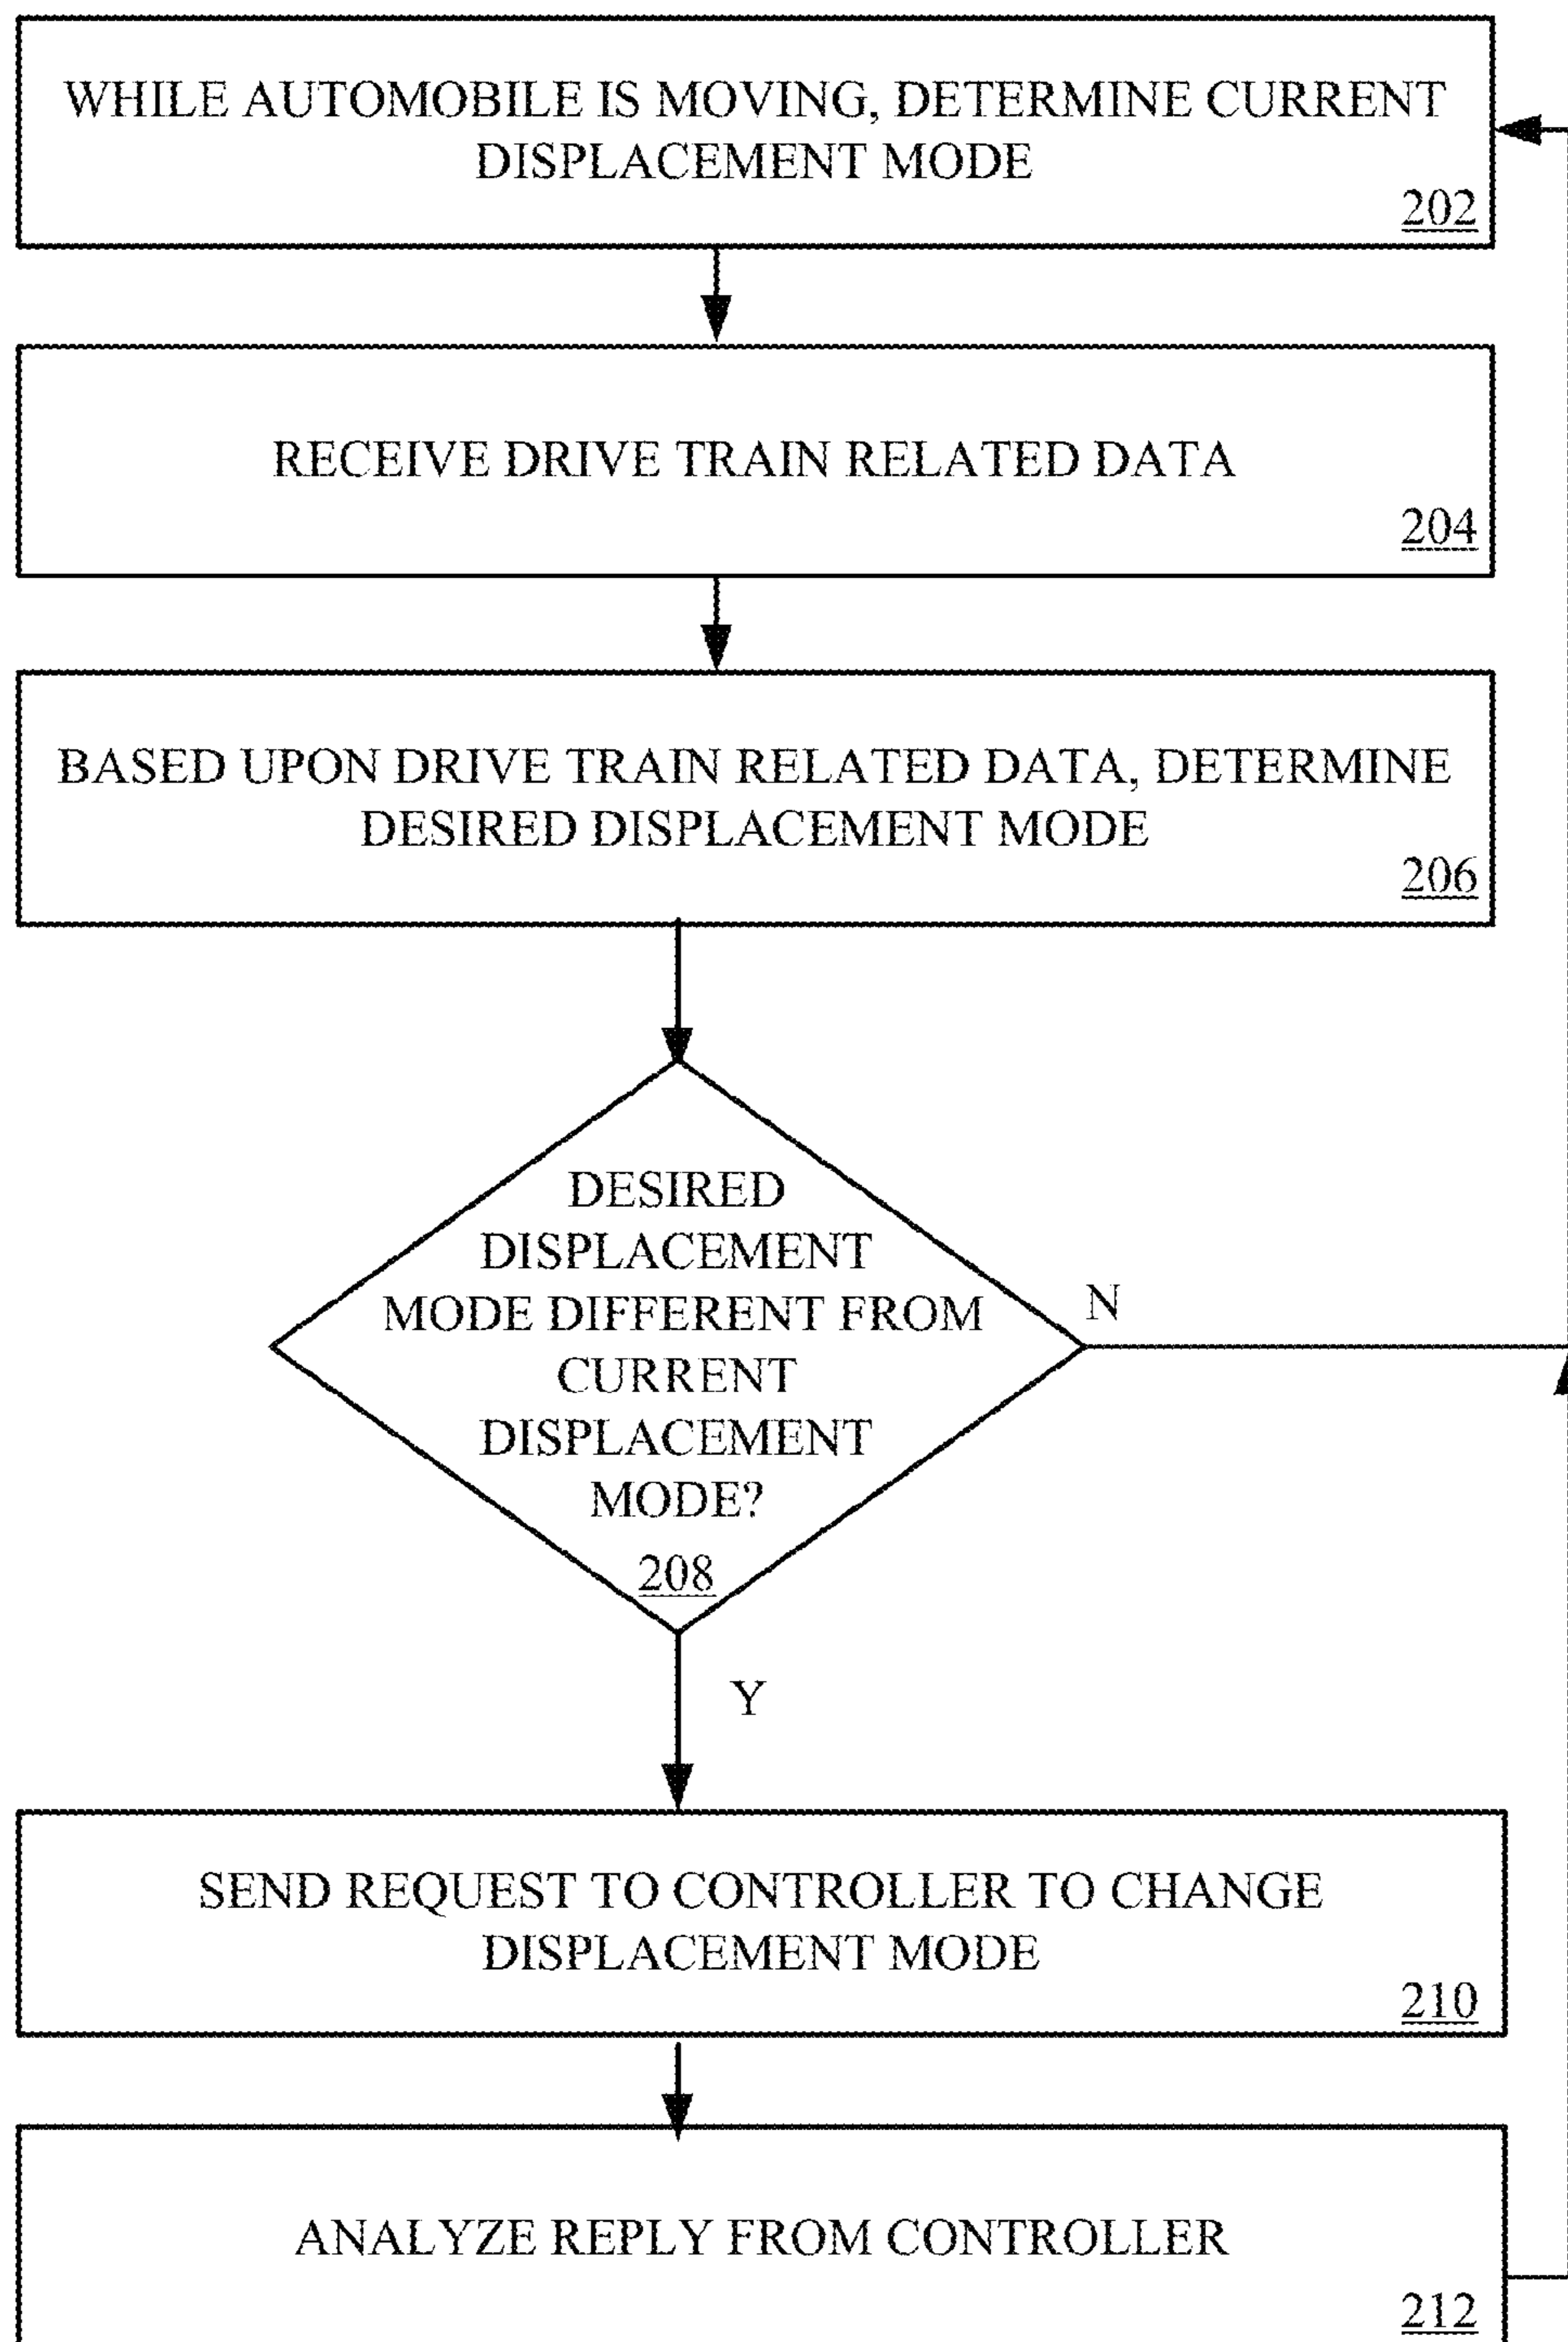 WHILE AUTOMOBILE IS MOVING, DETERMINE CURRENT
DISPLACEMENT MODE
202
RECEIVE DRIVE TRAIN RELATED DATA
204
BASED UPON DRIVE TRAIN RELATED DATA, DETERMINE
DESIRED DISPLACEMENT MODE
206
DESIRED
DISPLACEMENT
MODE DIFFERENT FROM
CURRENT
DISPLACEMENT
MODE?
208
N
Y
SEND REQUEST TO CONTROLLER TO CHANGE
DISPLACEMENT MODE
210
ANALYZE REPLY FROM CONTROLLER
212